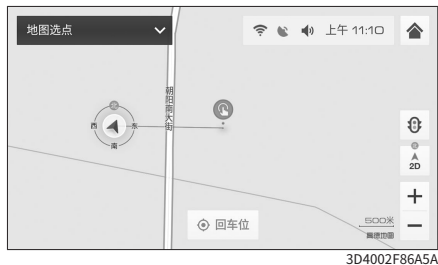 地图选点
上午 11:10
朝阳南大街
北
西
东
南
2D
500米
高德地图
回车位
3D4002F86A5A